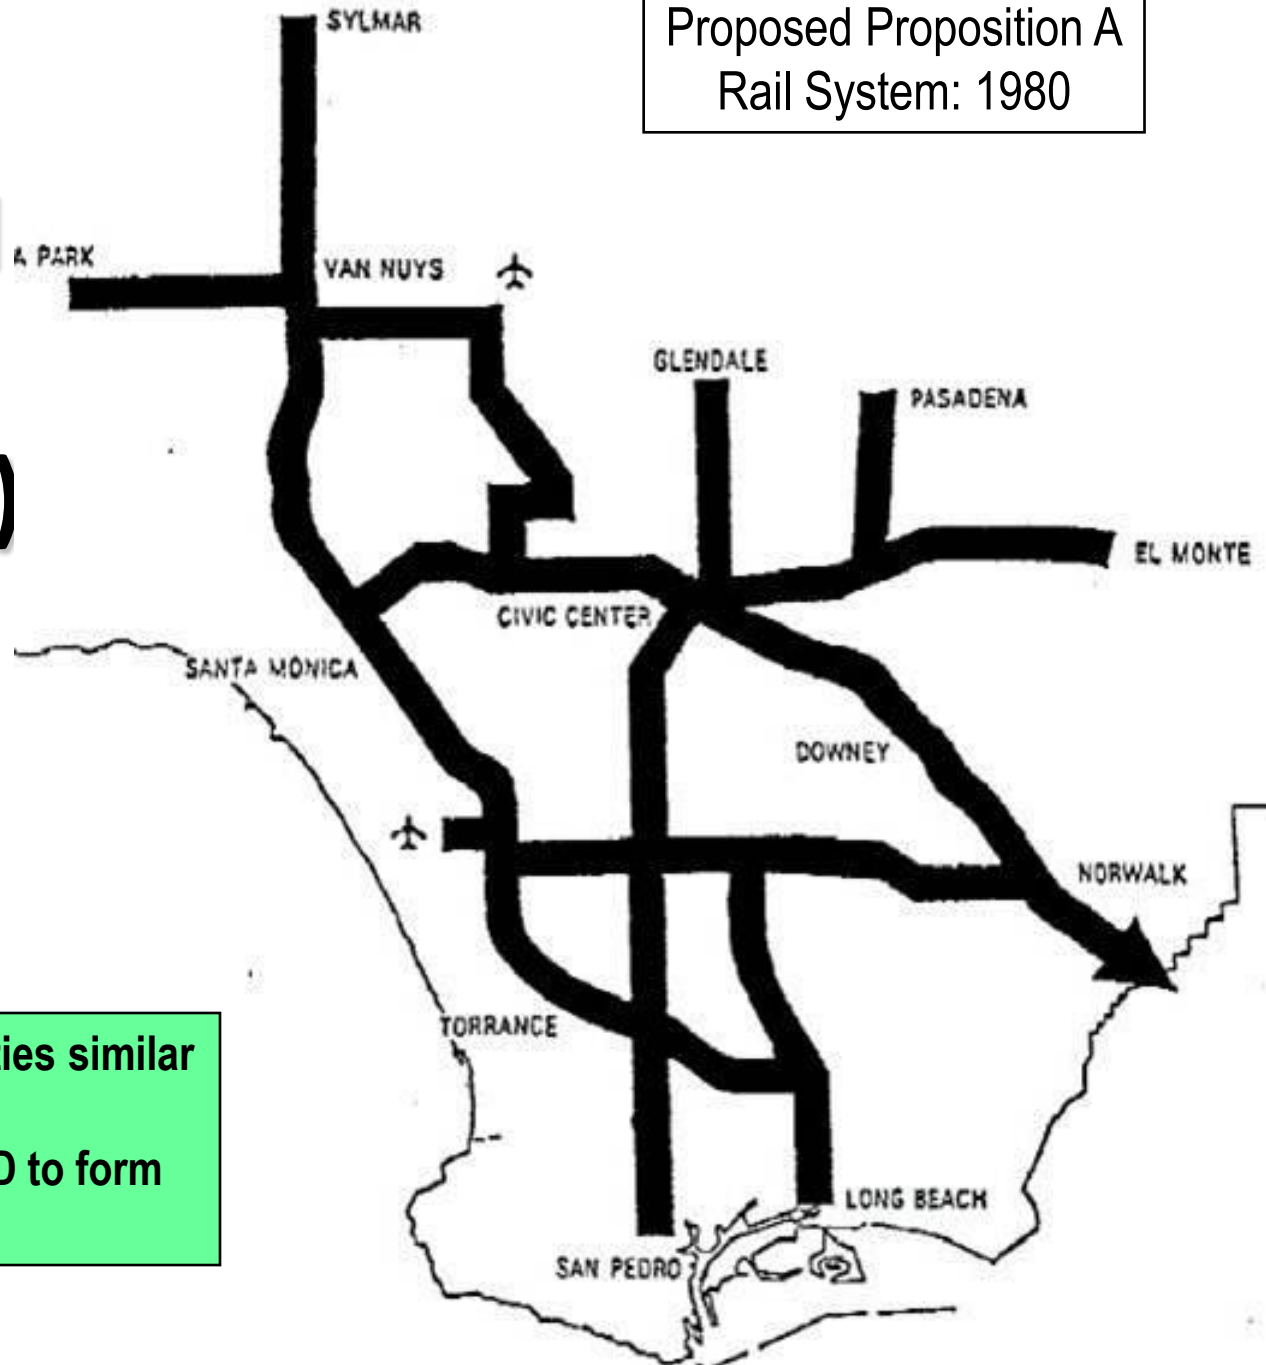 Proposed Proposition A
Rail System: 1980
SYLMAR
A PARK
VAN NUYS
GLENDALE
PASADENA
EL MONTE
)
CIVIC CENTER
SANTA MONICA
DOWNEY
NORWALK
TORRANCE
ties similar
D to form
LONG BEACH
SAN PEDRO